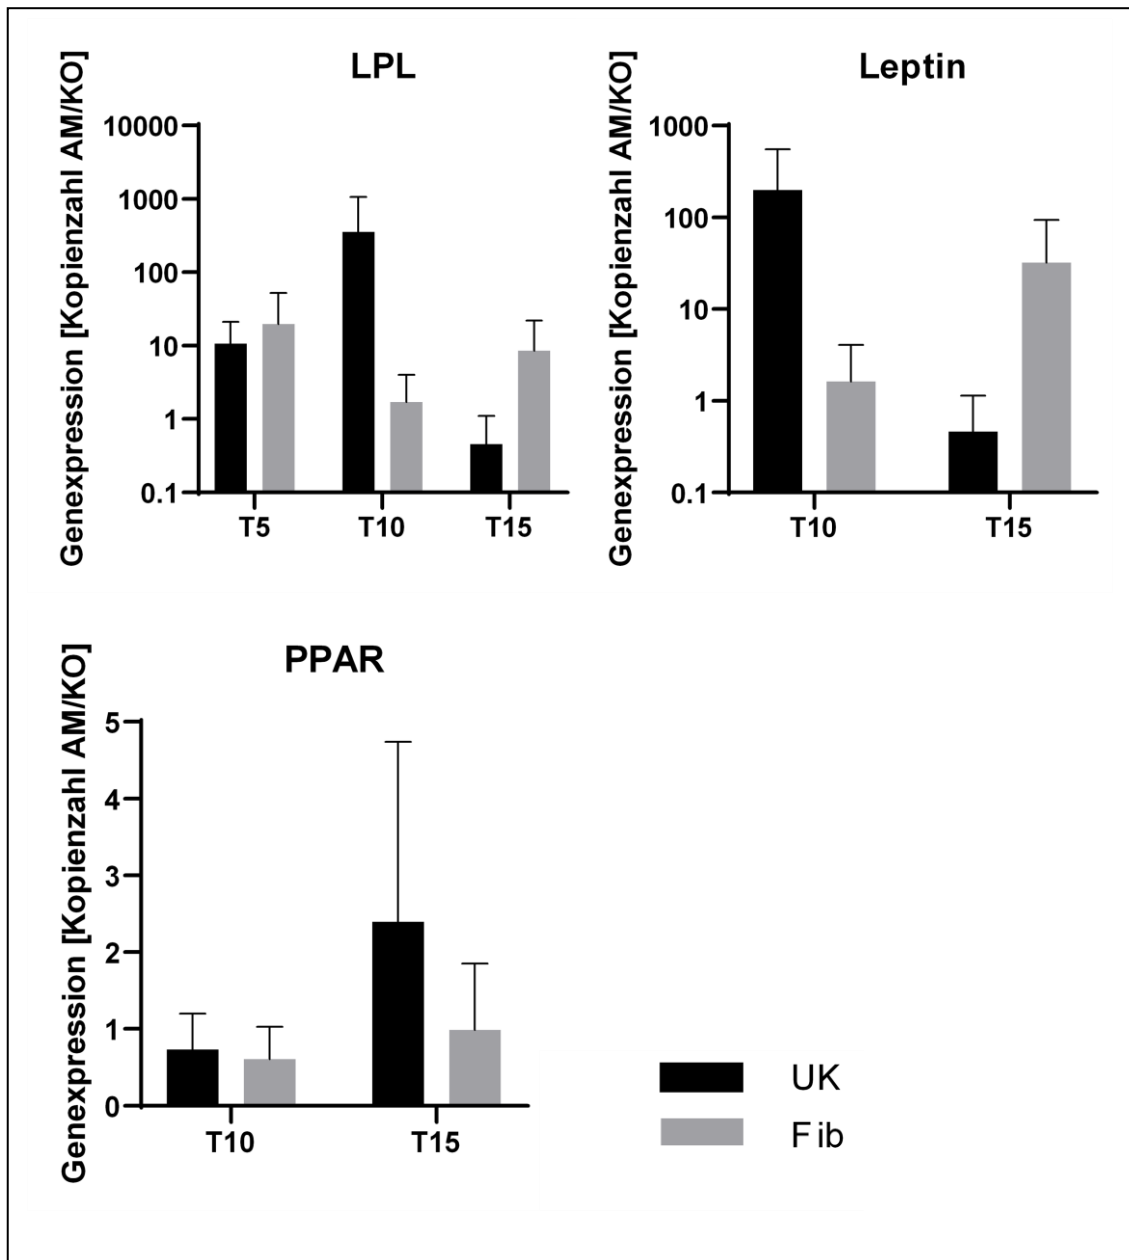 LPL
Genexpression [Kopienzahl AM/KO]
10000
1000
100
10
1
0.1
T5 T10 T15
Leptin
Genexpression [Kopienzahl AM/KO]
1000
100
10
1
0.1
T10 T15
PPAR
Genexpression [Kopienzahl AM/KO]
5
4
3
2
1
0
T10 T15
UK
Fib